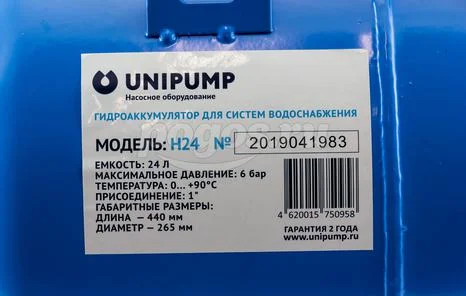 UNIPUMP
Насосное оборудование
ГИДРОАККУМУЛЯТОР ДЛЯ СИСТЕМ ВОДОСНАБЖЕНИЯ
pogos.ru
МОДЕЛЬ: H24 № 2019041983
ЕМКОСТЬ: 24 Л
МАКСИМАЛЬНОЕ ДАВЛЕНИЕ: 6 бар
ТЕМПЕРАТУРА: 0... +90°С
ПРИСОЕДИНЕНИЕ: 1"
ГАБАРИТНЫЕ РАЗМЕРЫ:
ДЛИНА – 440 мм
ДИАМЕТР – 265 мм
4 620015 750958
ГАРАНТИЯ 2 ГОДА
www.unipump.ru